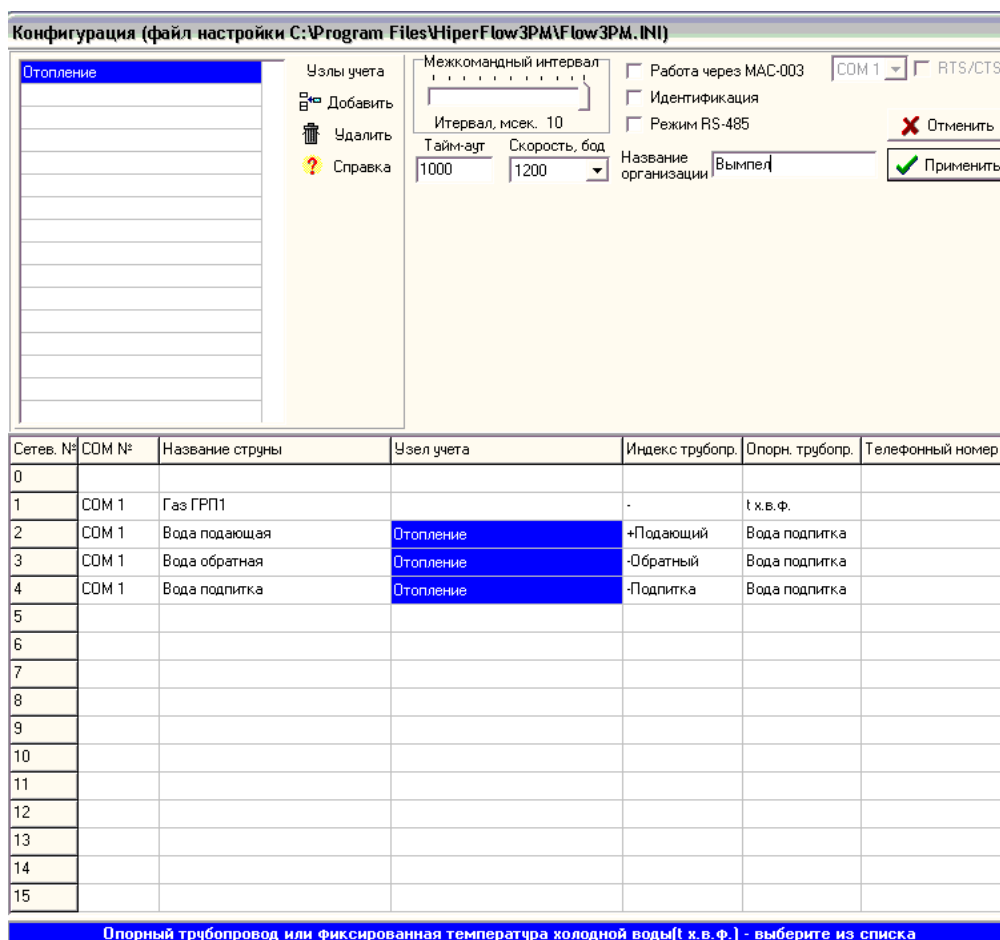 Конфигурация (файл настройки C:\Program Files\HiperFlow3PM\Flow3PM.INI)
Отопление
Узлы учета
Добавить
Удалить
Справка
Межкомандный интервал
Итервал, мсек. 10
Тайм-аут Скорость, бод
1000 1200
Работа через МАС-003 COM 1 RTS/CTS
Идентификация
Режим RS-485
Название организации Вымпел
Отменить
Применить
Сетев. № COM № Название струны Узел учета Индекс трубопр. Опорн. трубопр. Телефонный номер
0
1 COM 1 Газ ГРП1 - t х.в.ф.
2 COM 1 Вода подающая Отопление +Подающий Вода подпитка
3 COM 1 Вода обратная Отопление -Обратный Вода подпитка
4 COM 1 Вода подпитка Отопление -Подпитка Вода подпитка
5
6
7
8
9
10
11
12
13
14
15
Опорный трубопровод или фиксированная температура холодной воды(t х.в.ф.) - выберите из списка